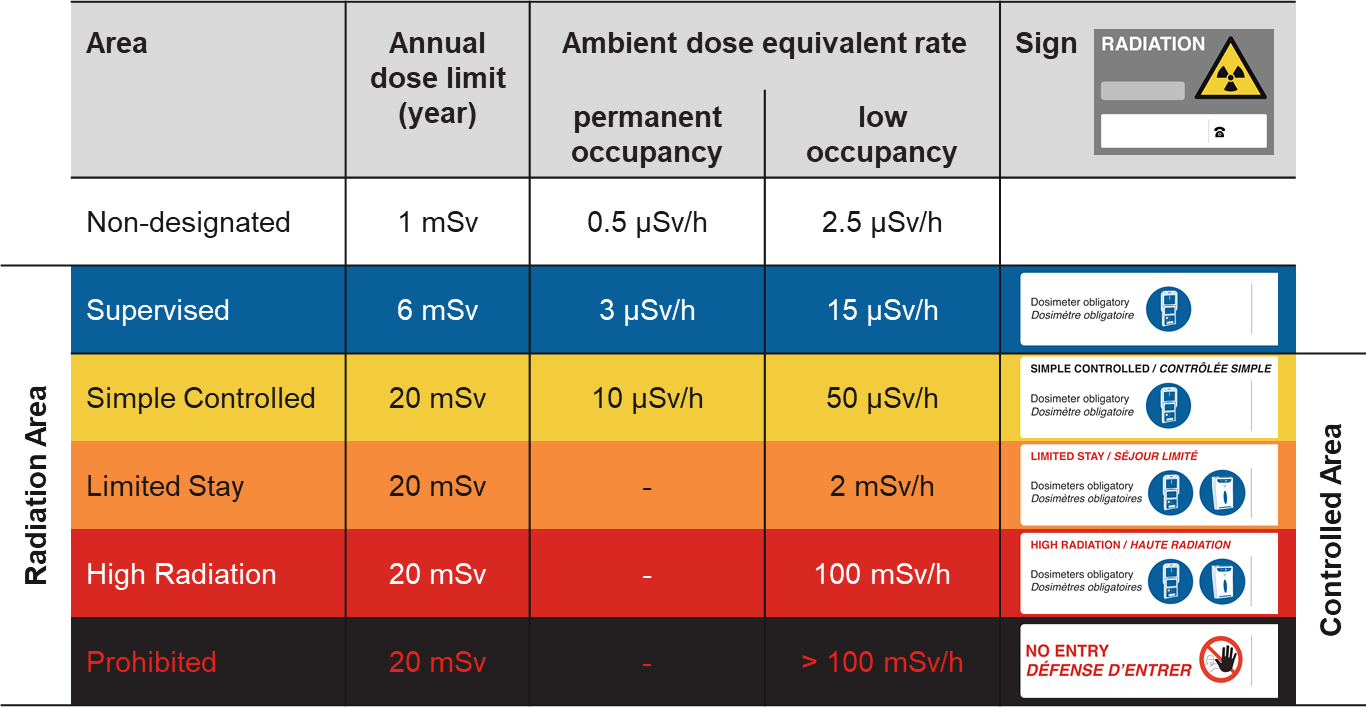 Area
Annual
dose limit
(year)
Ambient dose equivalent rate
permanent
occupancy
low
occupancy
Sign
RADIATION
Non-designated
1 mSv
0.5 µSv/h
2.5 µSv/h
Radiation Area
Supervised
6 mSv
3 µSv/h
15 µSv/h
Dosimeter obligatory
Dosimètre obligatoire
Simple Controlled
20 mSv
10 µSv/h
50 µSv/h
SIMPLE CONTROLLED / CONTRÔLÉE SIMPLE
Dosimeter obligatory
Dosimètre obligatoire
Controlled Area
Limited Stay
20 mSv
-
2 mSv/h
LIMITED STAY / SÉJOUR LIMITÉ
Dosimeters obligatory
Dosimètres obligatoires
High Radiation
20 mSv
-
100 mSv/h
HIGH RADIATION / HAUTE RADIATION
Dosimeters obligatory
Dosimètres obligatoires
Prohibited
20 mSv
-
> 100 mSv/h
NO ENTRY
DÉFENSE D'ENTRER